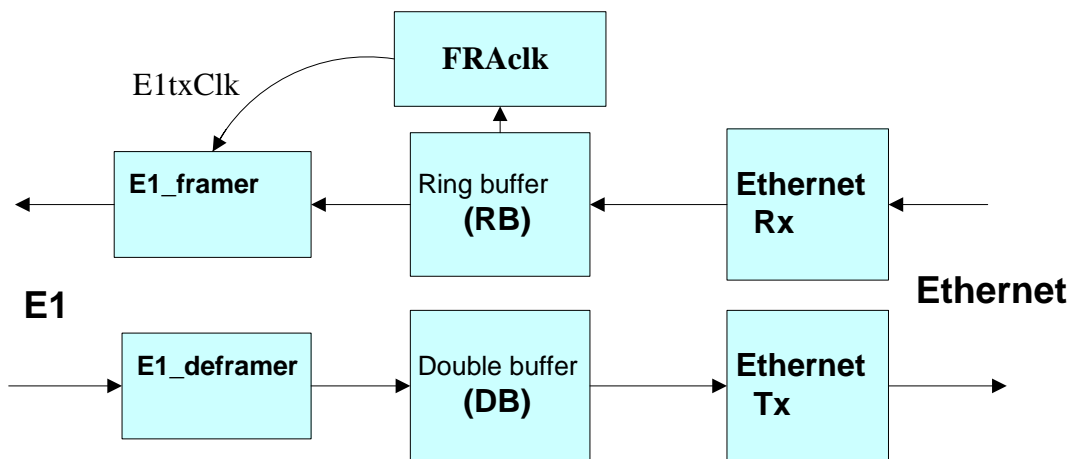 FRAclk
E1txClk
E1_framer
Ring buffer
(RB)
Ethernet
Rx
E1
Ethernet
E1_deframer
Double buffer
(DB)
Ethernet
Tx